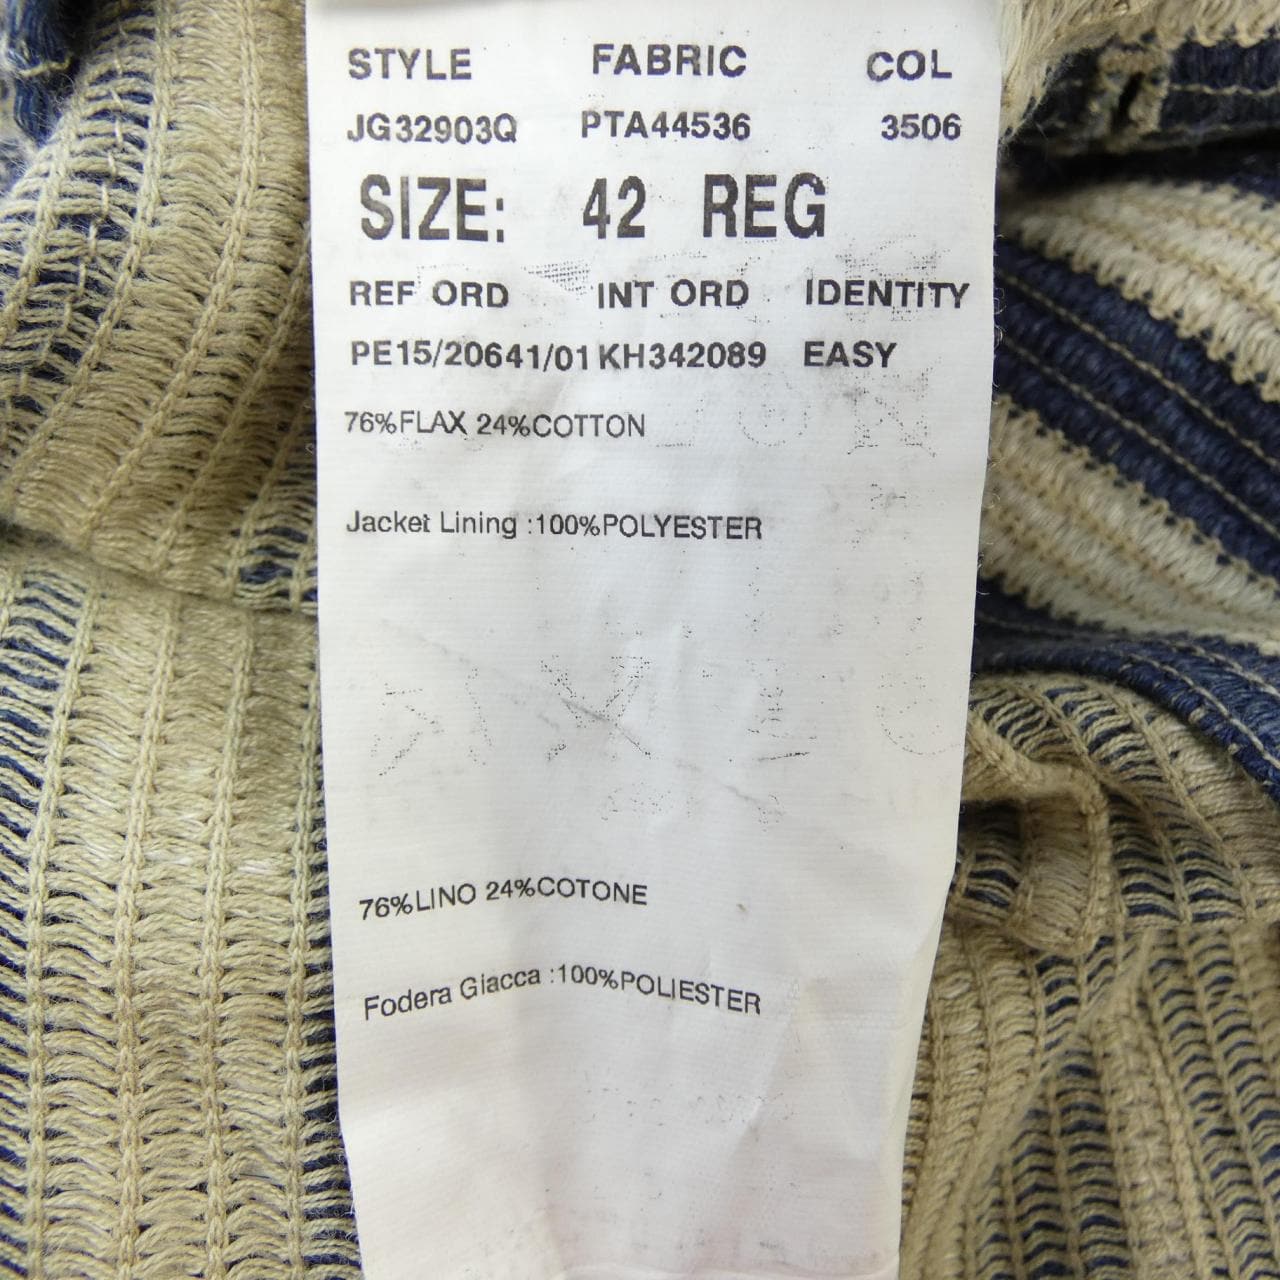 STYLE FABRIC COL
JG32903Q PTA44536 3506
SIZE: 42 REG
REF ORD INT ORD IDENTITY
PE15/20641/01 KH342089 EASY
76%FLAX 24%COTTON
Jacket Lining :100%POLYESTER
76%LINO 24%COTONE
Fodera Giacca :100%POLIESTER